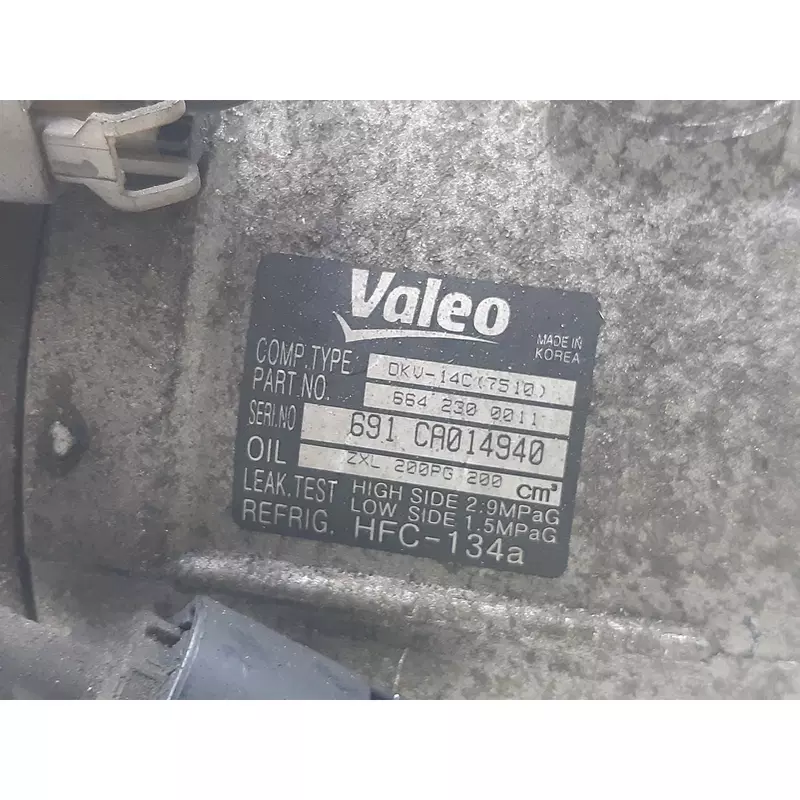 Valeo
MADE IN
KOREA
COMP.TYPE DKV-14C(7510)
PART.NO. 664 230 0011
SERI.NO 691 CA014940
OIL ZXL 200PG 200 cm³
LEAK.TEST HIGH SIDE 2.9MPaG
LOW SIDE 1.5MPaG
REFRIG. HFC-134a